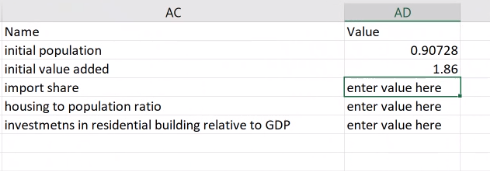 AC AD
Name Value
initial population 0.90728
initial value added 1.86
import share enter value here
housing to population ratio enter value here
investmetns in residential building relative to GDP enter value here